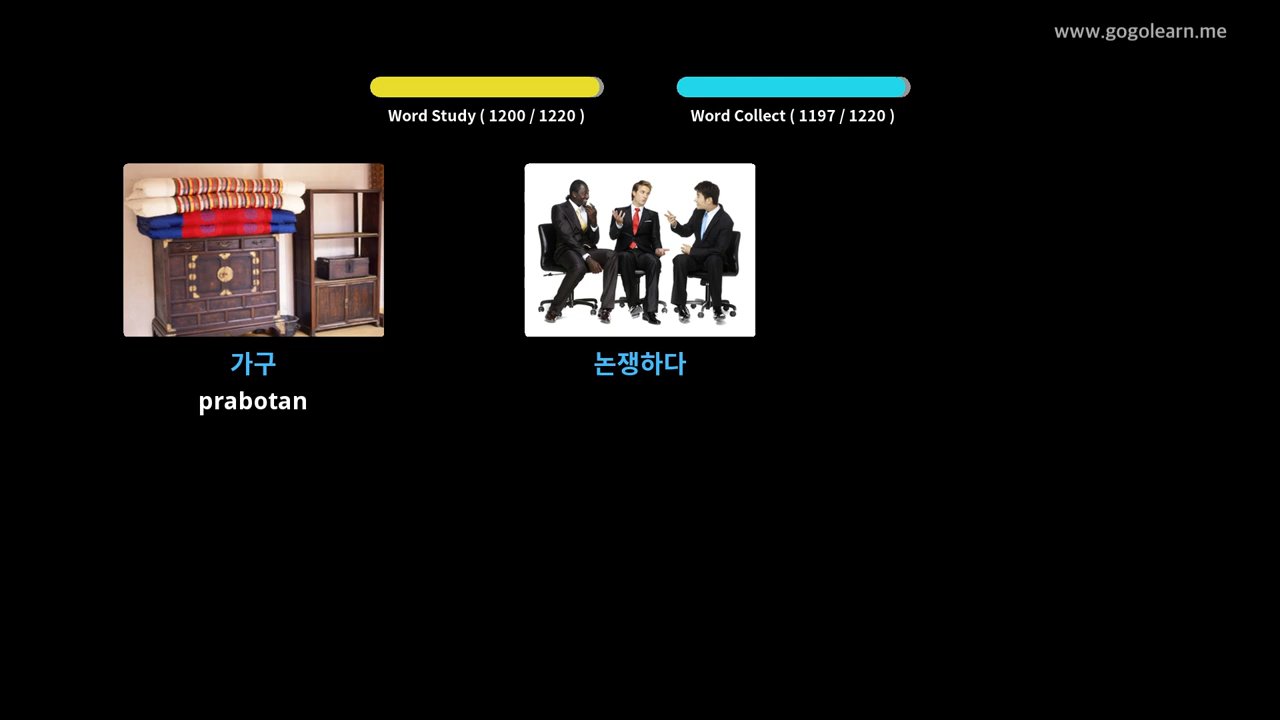 www.gogolearn.me
Word Study ( 1200 / 1220 )
Word Collect ( 1197 / 1220 )
가구
prabotan
논쟁하다